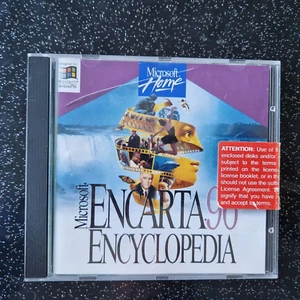 Microsoft
Home
Microsoft
ENCARTA 96
ENCYCLOPEDIA
ATTENTION: Use of th
enclosed disks and/or
subject to the terms
printed on the license
license booklet, or in th
should not use the soft
License Agreement.
signify that you have
and accept its terms.